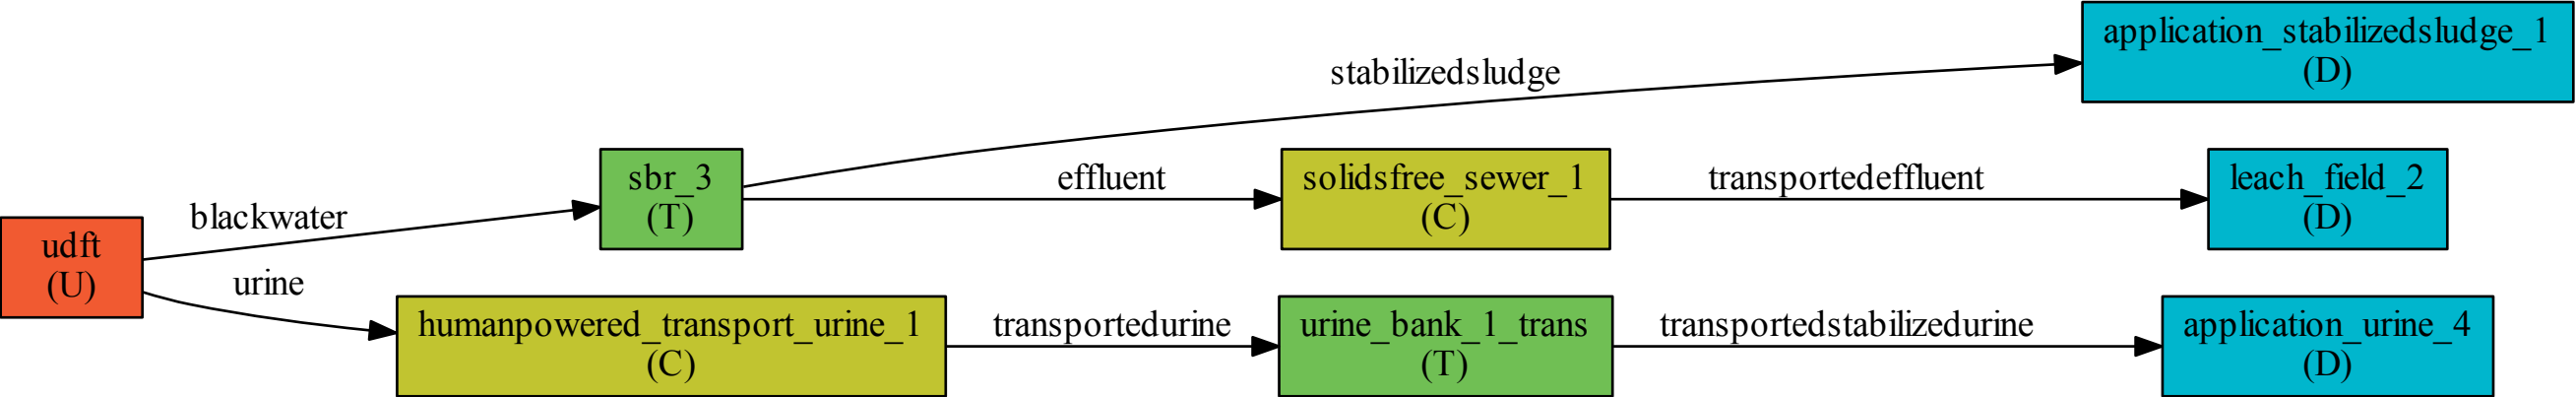 application_stabilizedsludge_1
(D)
stabilizedsludge
sbr_3
(T)
effluent
solidsfree_sewer_1
(C)
transportedeffluent
leach_field_2
(D)
blackwater
udft
(U)
urine
humanpowered_transport_urine_1
(C)
transportedurine
urine_bank_1_trans
(T)
transportedstabilizedurine
application_urine_4
(D)